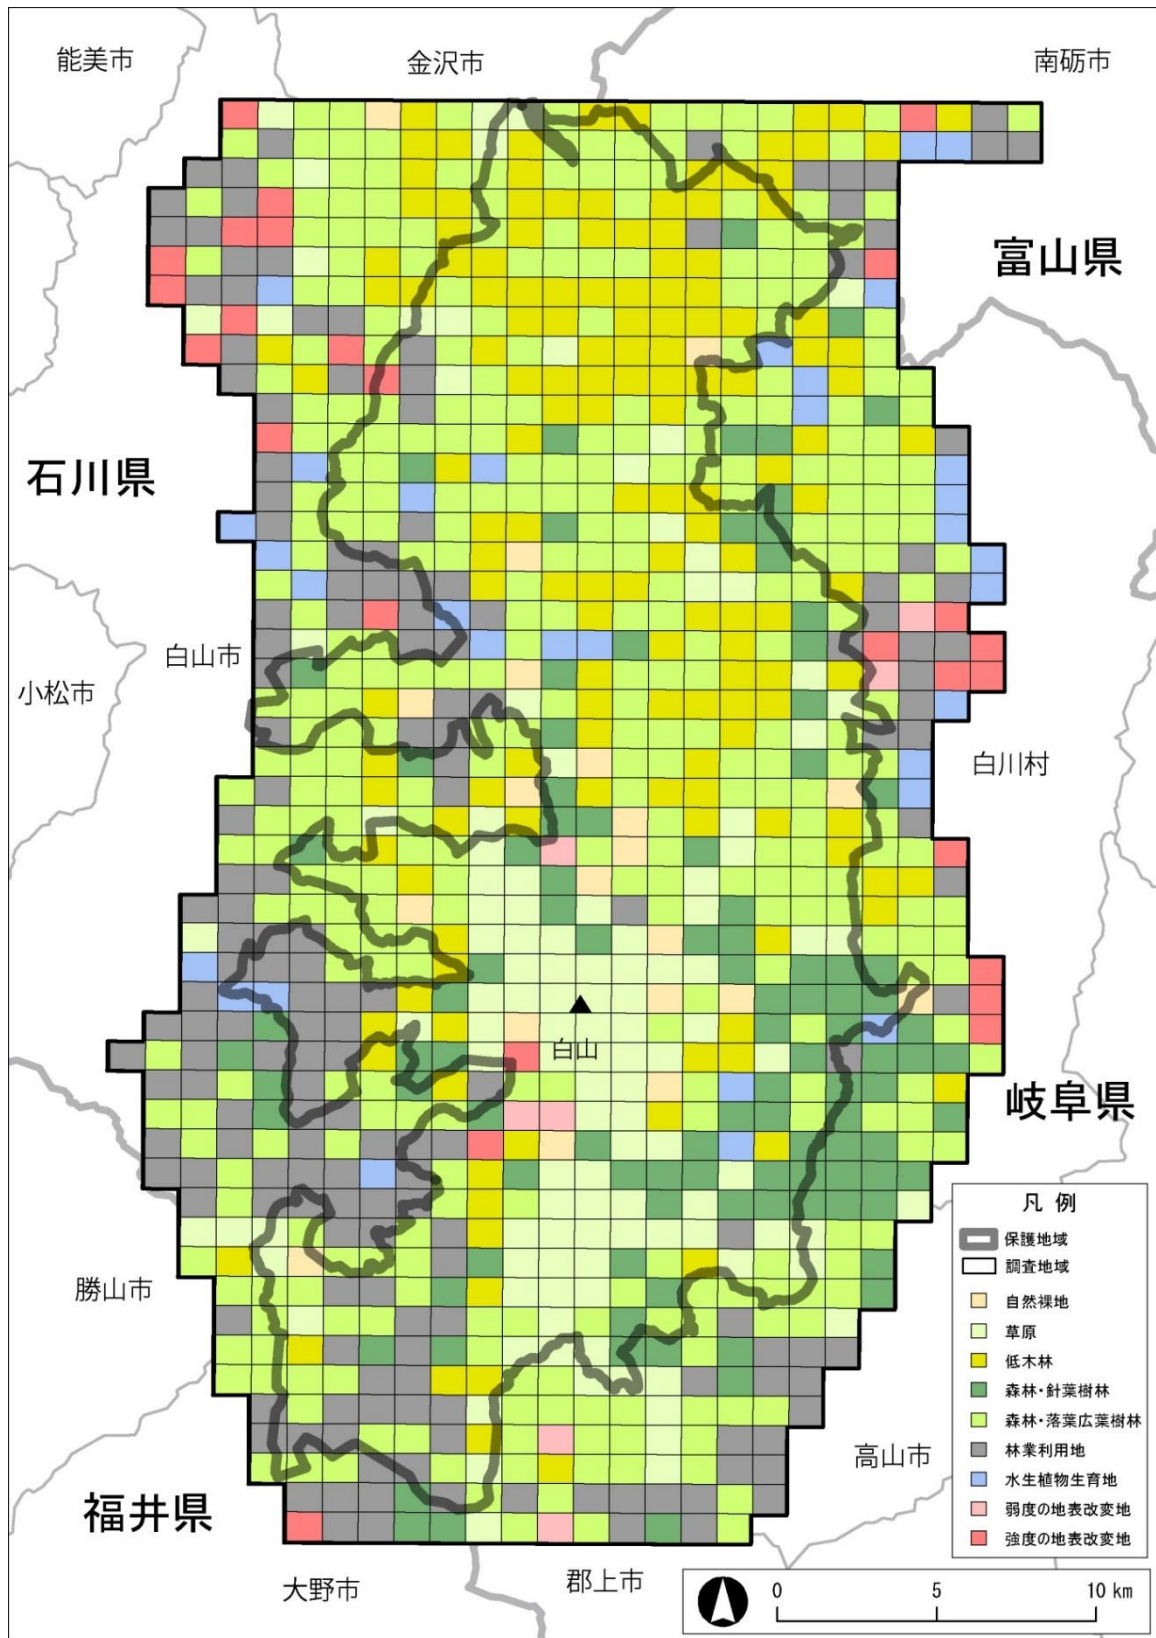 能美市
金沢市
南砺市
富山県
石川県
白山市
小松市
白川村
白山
岐阜県
勝山市
福井県
大野市
郡上市
高山市
凡 例
保護地域
調査地域
自然裸地
草原
低木林
森林・針葉樹林
森林・落葉広葉樹林
林業利用地
水生植物生育地
弱度の地表改変地
強度の地表改変地
0 5 10 km